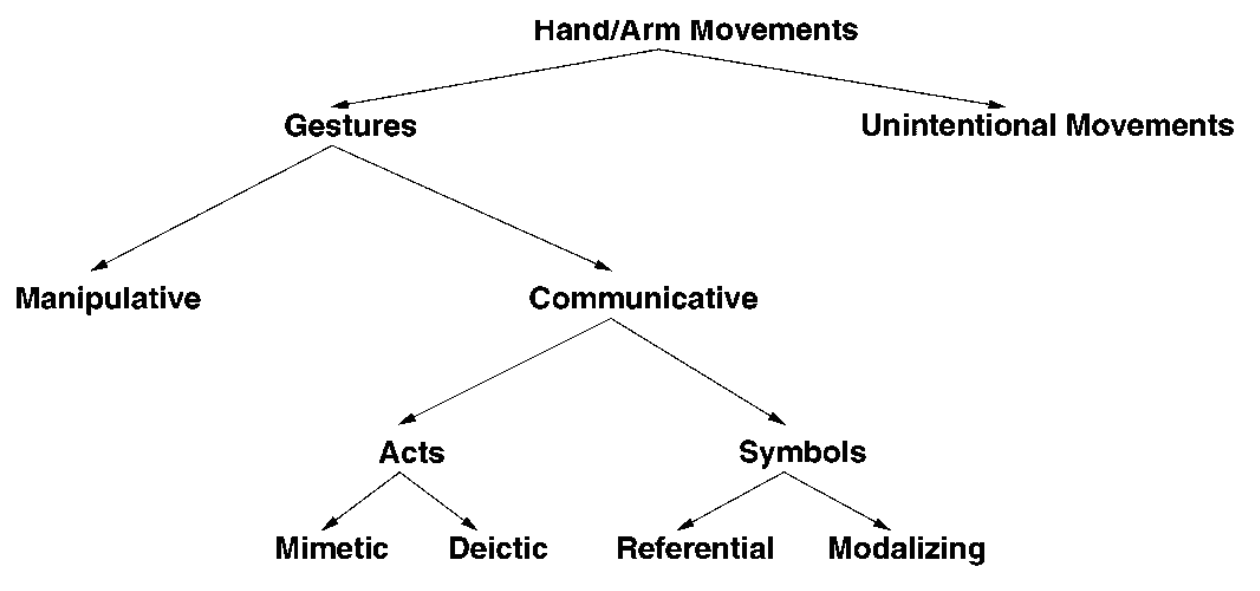 Hand/Arm Movements
Gestures
Unintentional Movements
Manipulative
Communicative
Acts
Symbols
Mimetic
Deictic
Referential
Modalizing